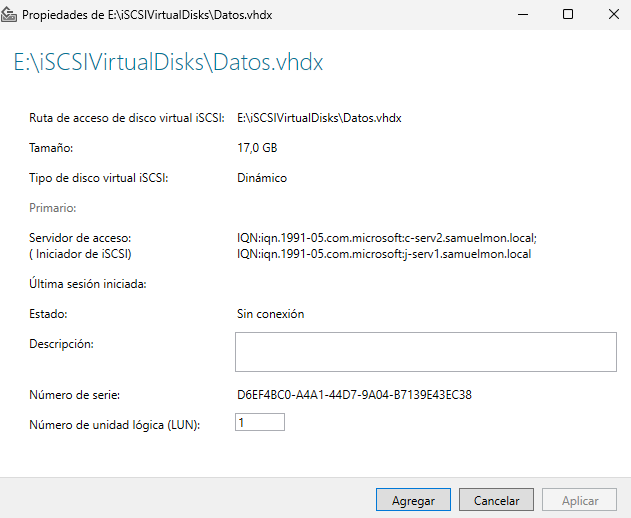 Propiedades de E:\iSCSIVirtualDisks\Datos.vhdx
E:\iSCSIVirtualDisks\Datos.vhdx
Ruta de acceso de disco virtual iSCSI: E:\iSCSIVirtualDisks\Datos.vhdx
Tamaño: 17,0 GB
Tipo de disco virtual iSCSI: Dinámico
Primario:
Servidor de acceso: IQN:iqn.1991-05.com.microsoft:c-serv2.samuelmon.local;
( Iniciador de iSCSI) IQN:iqn.1991-05.com.microsoft:j-serv1.samuelmon.local
Última sesión iniciada:
Estado: Sin conexión
Descripción:
Número de serie: D6EF4BC0-A4A1-44D7-9A04-B7139E43EC38
Número de unidad lógica (LUN): 1
Agregar Cancelar Aplicar